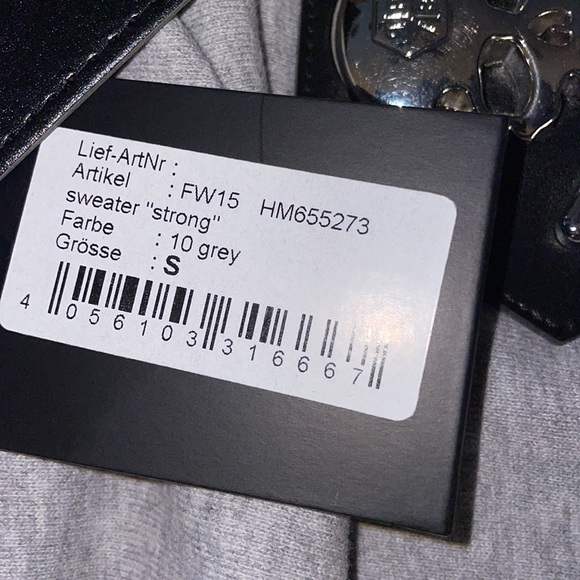 Lief-ArtNr :
Artikel : FW15 HM655273
sweater "strong"
Farbe : 10 grey
Grösse : S
4 056103 316667